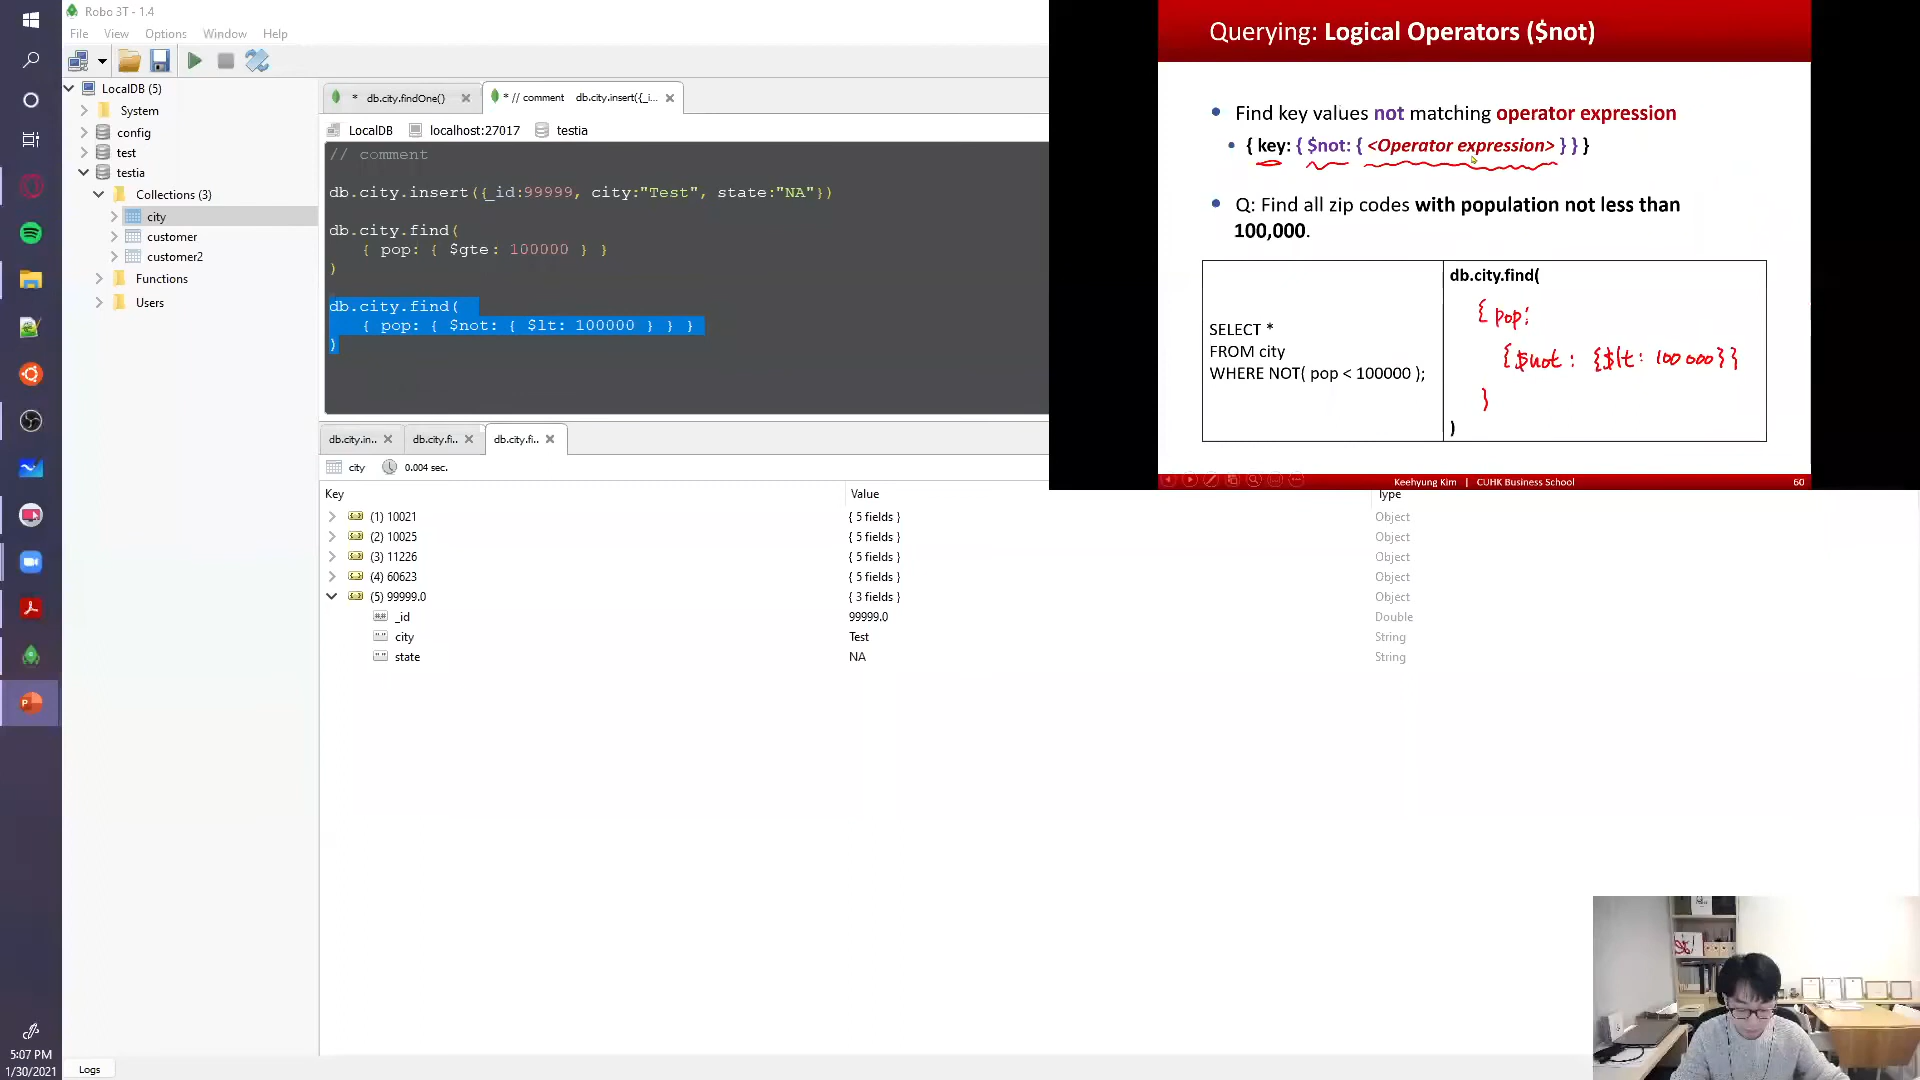 Robo 3T - 1.4
File View Options Window Help
LocalDB (5)
System
config
test
testia
Collections (3)
city
customer
customer2
Functions
Users
* db.city.findOne()
* // comment db.city.insert({_i...
LocalDB localhost:27017 testia
// comment
db.city.insert({_id:99999, city:"Test", state:"NA"})
db.city.find(
{ pop: { $gte: 100000 } }
)
db.city.find(
{ pop: { $not: { $lt: 100000 } } }
)
db.city.in.. db.city.fi.. db.city.fi..
city 0.004 sec.
Key Value Type
(1) 10021 { 5 fields } Object
(2) 10025 { 5 fields } Object
(3) 11226 { 5 fields } Object
(4) 60623 { 5 fields } Object
(5) 99999.0 { 3 fields } Object
_id 99999.0 Double
city Test String
state NA String
Logs
5:07 PM
1/30/2021
Querying: Logical Operators ($not)
• Find key values not matching operator expression
• { key: { $not: { <Operator expression> } } }
• Q: Find all zip codes with population not less than
100,000.
SELECT *
FROM city
WHERE NOT( pop < 100000 );
db.city.find(
{ pop:
{ $not : {$lt: 100000}}
}
)
Keehyung Kim | CUHK Business School
60